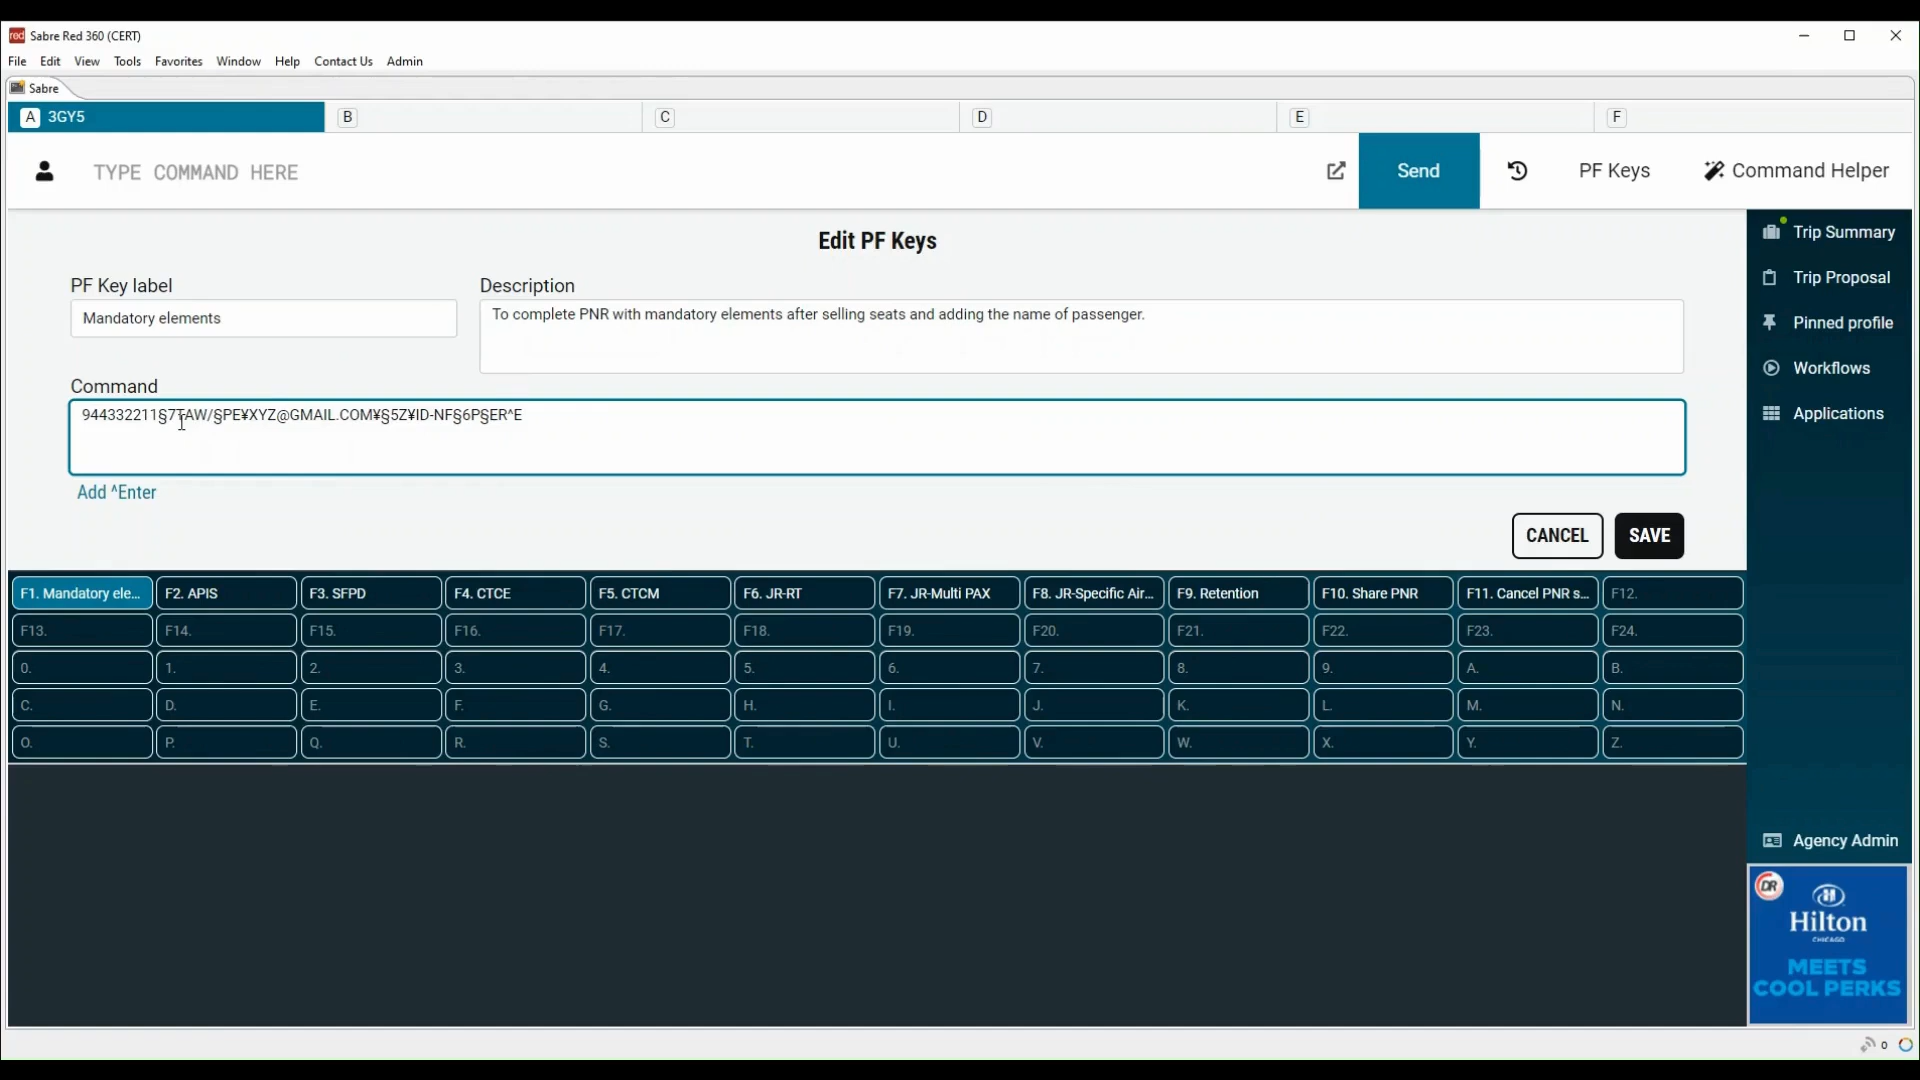 red Sabre Red 360 (CERT)
File Edit View Tools Favorites Window Help Contact Us Admin
Sabre
A 3GY5 B C D E F
TYPE COMMAND HERE Send PF Keys Command Helper
Edit PF Keys
PF Key label Description
Mandatory elements To complete PNR with mandatory elements after selling seats and adding the name of passenger.
Command
944332211§7TAW/§PE¥XYZ@GMAIL.COM¥§5Z¥ID-NF§6P§ER^E
Add ^Enter
CANCEL SAVE
F1. Mandatory ele... F2. APIS F3. SFPD F4. CTCE F5. CTCM F6. JR-RT F7. JR-Multi PAX F8. JR-Specific Air... F9. Retention F10. Share PNR F11. Cancel PNR s... F12.
F13. F14. F15. F16. F17. F18. F19. F20. F21. F22. F23. F24.
0. 1. 2. 3. 4. 5. 6. 7. 8. 9. A. B.
C. D. E. F. G. H. I. J. K. L. M. N.
O. P. Q. R. S. T. U. V. W. X. Y. Z.
Trip Summary
Trip Proposal
Pinned profile
Workflows
Applications
Agency Admin
DR
H
Hilton
CHICAGO
MEETS
COOL PERKS
0